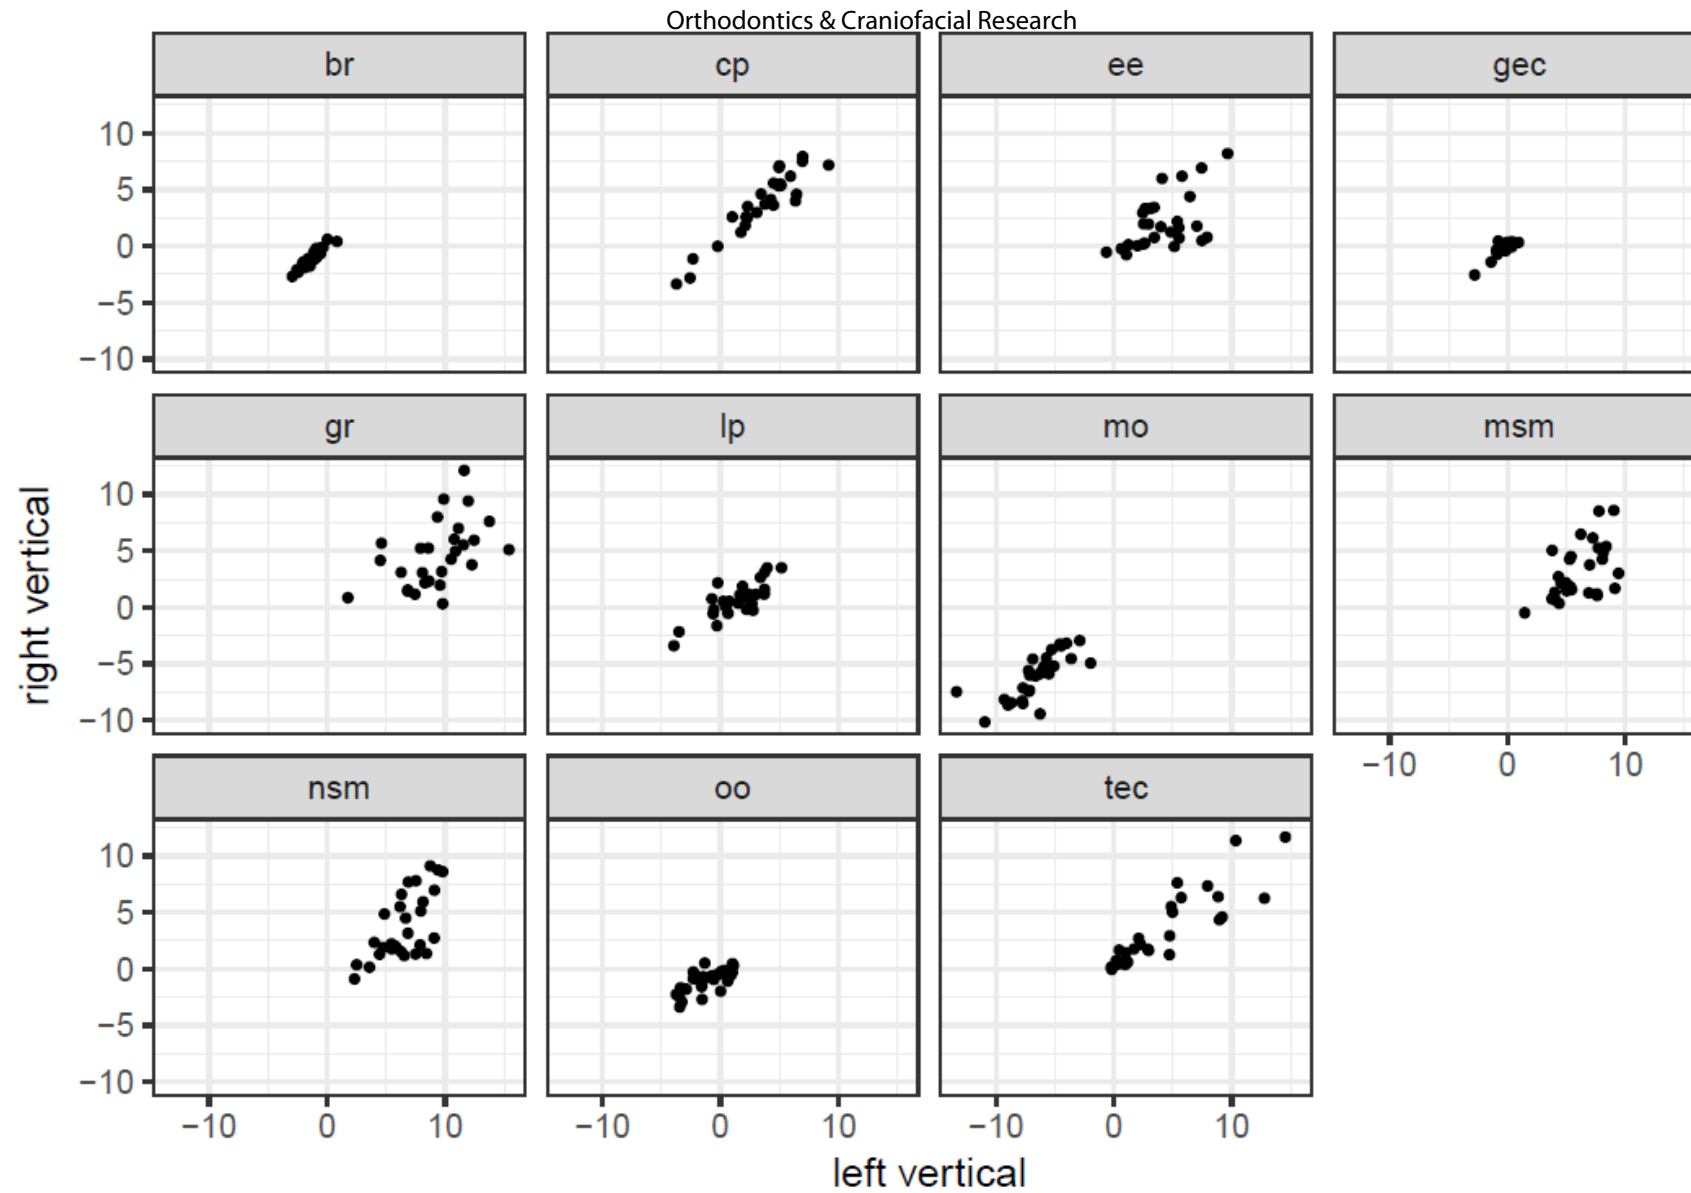 Orthodontics & Craniofacial Research
br cp ee gec
10
5
0
−5
−10
gr lp mo msm
10
5
0
−5
−10
−10 0 10
nsm oo tec
10
5
0
−5
−10
−10 0 10 −10 0 10 −10 0 10
right vertical
left vertical